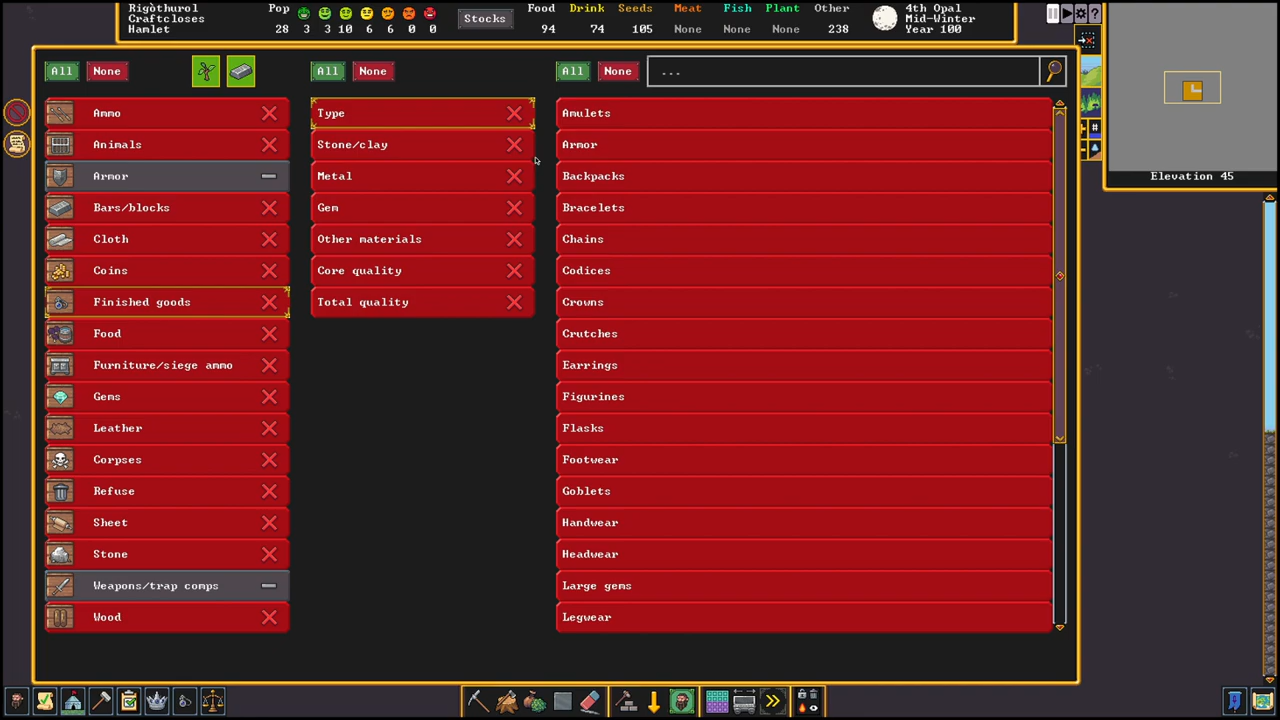 Rigòthurol
Craftcloses
Hamlet
Pop
28 3 3 10 6 6 0 0
Stocks
Food Drink Seeds Meat Fish Plant Other
94 74 105 None None None 238
4th Opal
Mid-Winter
Year 100
Elevation 45
All None
All None
All None
...
Ammo
Animals
Armor
Bars/blocks
Cloth
Coins
Finished goods
Food
Furniture/siege ammo
Gems
Leather
Corpses
Refuse
Sheet
Stone
Weapons/trap comps
Wood
Type
Stone/clay
Metal
Gem
Other materials
Core quality
Total quality
Amulets
Armor
Backpacks
Bracelets
Chains
Codices
Crowns
Crutches
Earrings
Figurines
Flasks
Footwear
Goblets
Handwear
Headwear
Large gems
Legwear